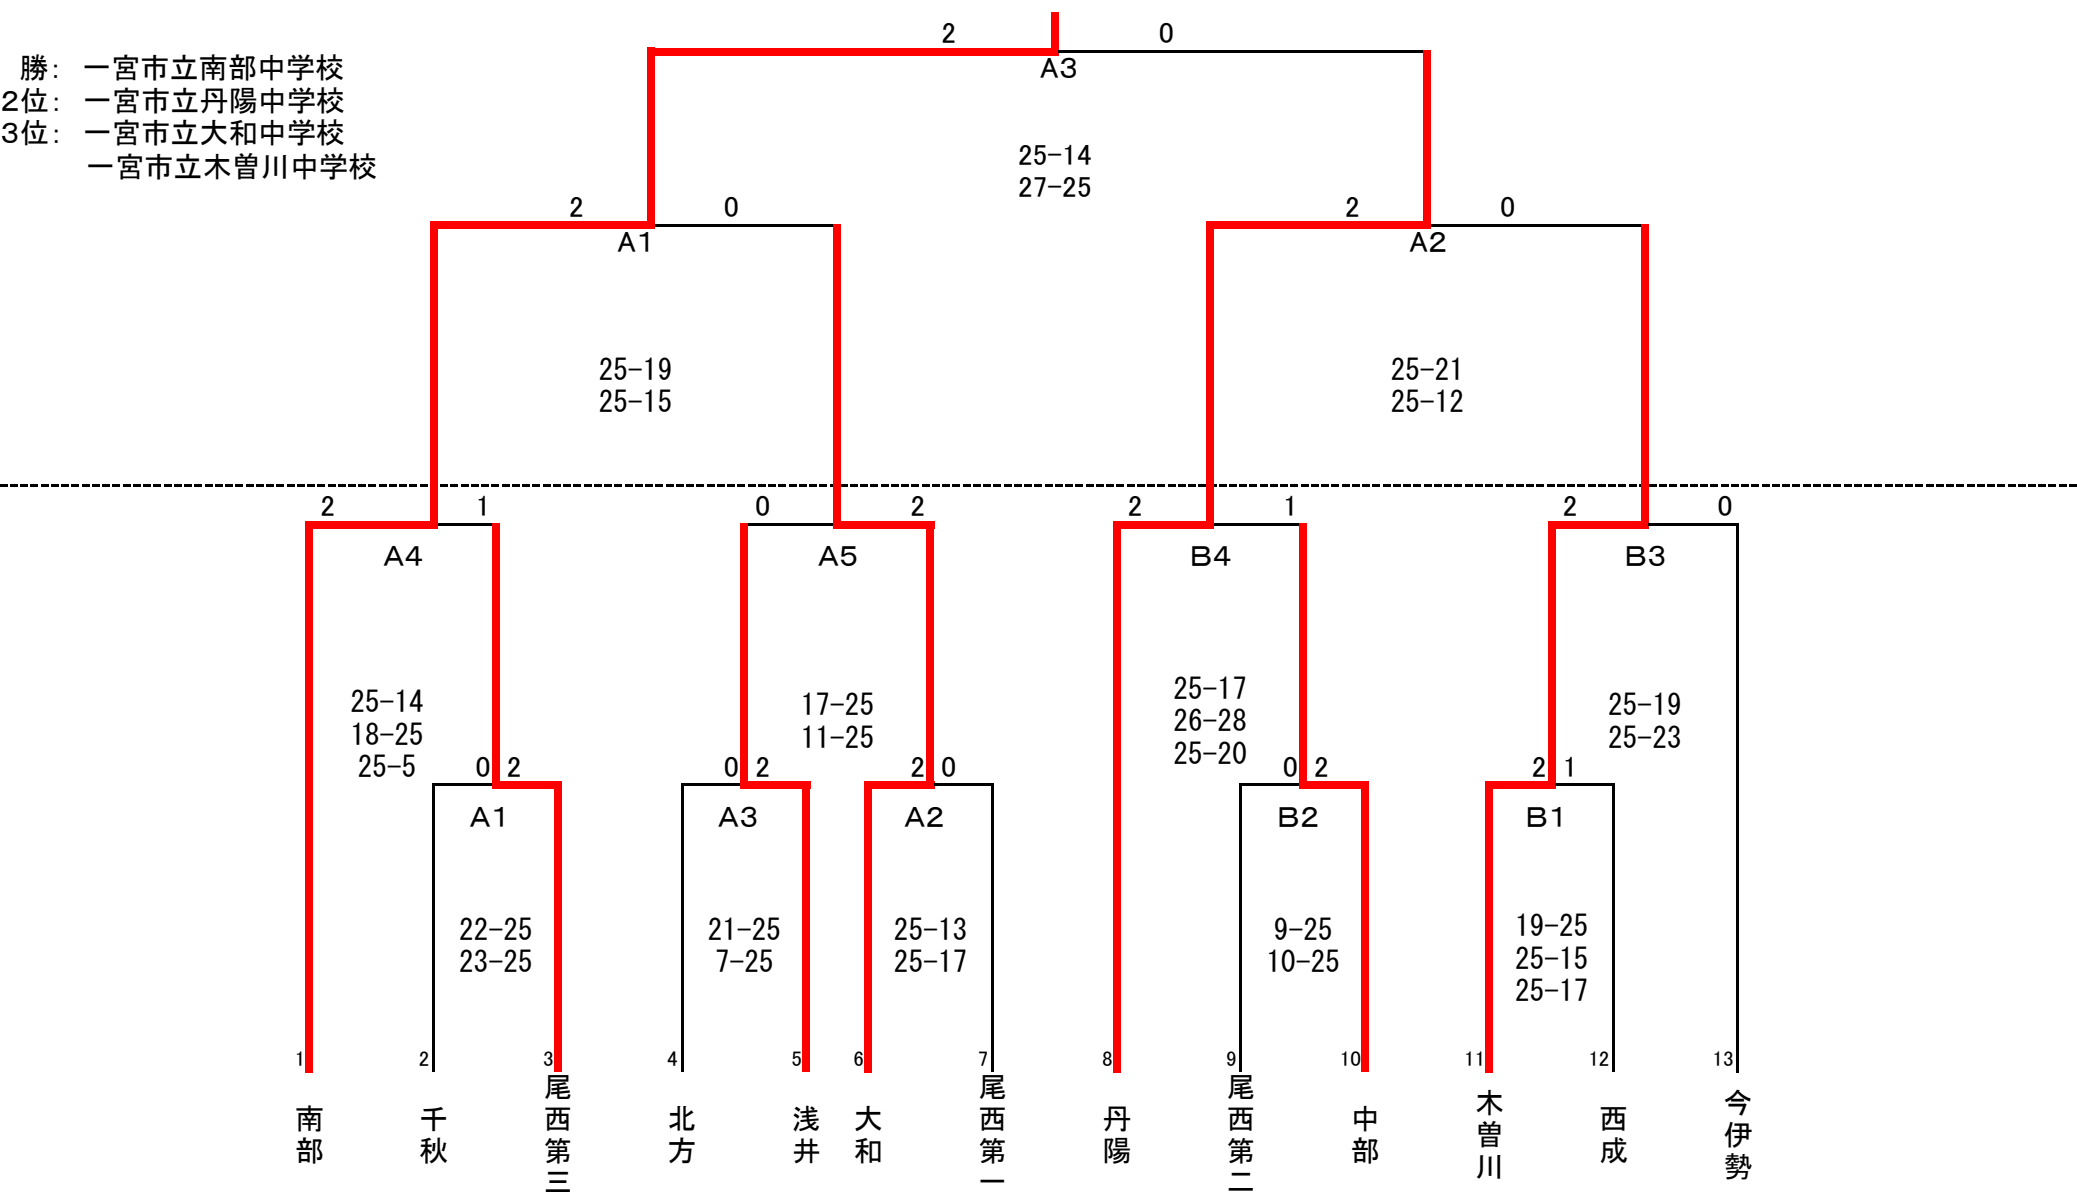 2 0
A3
勝： 一宮市立南部中学校
2位： 一宮市立丹陽中学校
3位： 一宮市立大和中学校
一宮市立木曽川中学校
25-14
27-25
2 0 2 0
A1 A2
25-19 25-21
25-15 25-12
2 1 0 2 2 1 2 0
A4 A5 B4 B3
25-14
18-25
25-5
17-25
11-25
25-17
26-28
25-20
25-19
25-23
0 2 0 2 2 0 0 2 2 1
A1 A3 A2 B2 B1
22-25
23-25
21-25
7-25
25-13
25-17
9-25
10-25
19-25
25-15
25-17
1 2 3 4 5 6 7 8 9 10 11 12 13
南部
千秋
尾西第三
北方
浅井
大和
尾西第一
丹陽
尾西第二
中部
木曽川
西成
今伊勢